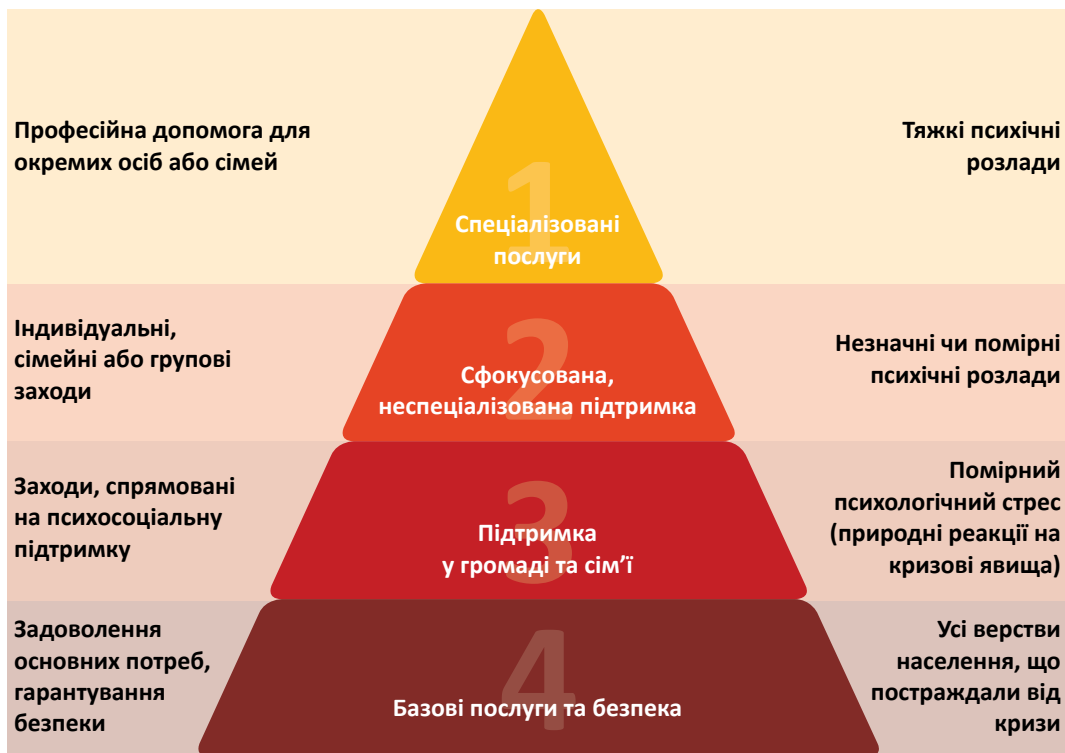 Професійна допомога для
окремих осіб або сімей
1
Спеціалізовані
послуги
Тяжкі психічні
розлади
Індивідуальні,
сімейні або групові
заходи
2
Сфокусована,
неспеціалізована підтримка
Незначні чи помірні
психічні розлади
Заходи, спрямовані
на психосоціальну
підтримку
3
Підтримка
у громаді та сім’ї
Помірний
психологічний стрес
(природні реакції на
кризові явища)
Задоволення
основних потреб,
гарантування
безпеки
4
Базові послуги та безпека
Усі верстви
населення, що
постраждали від
кризи